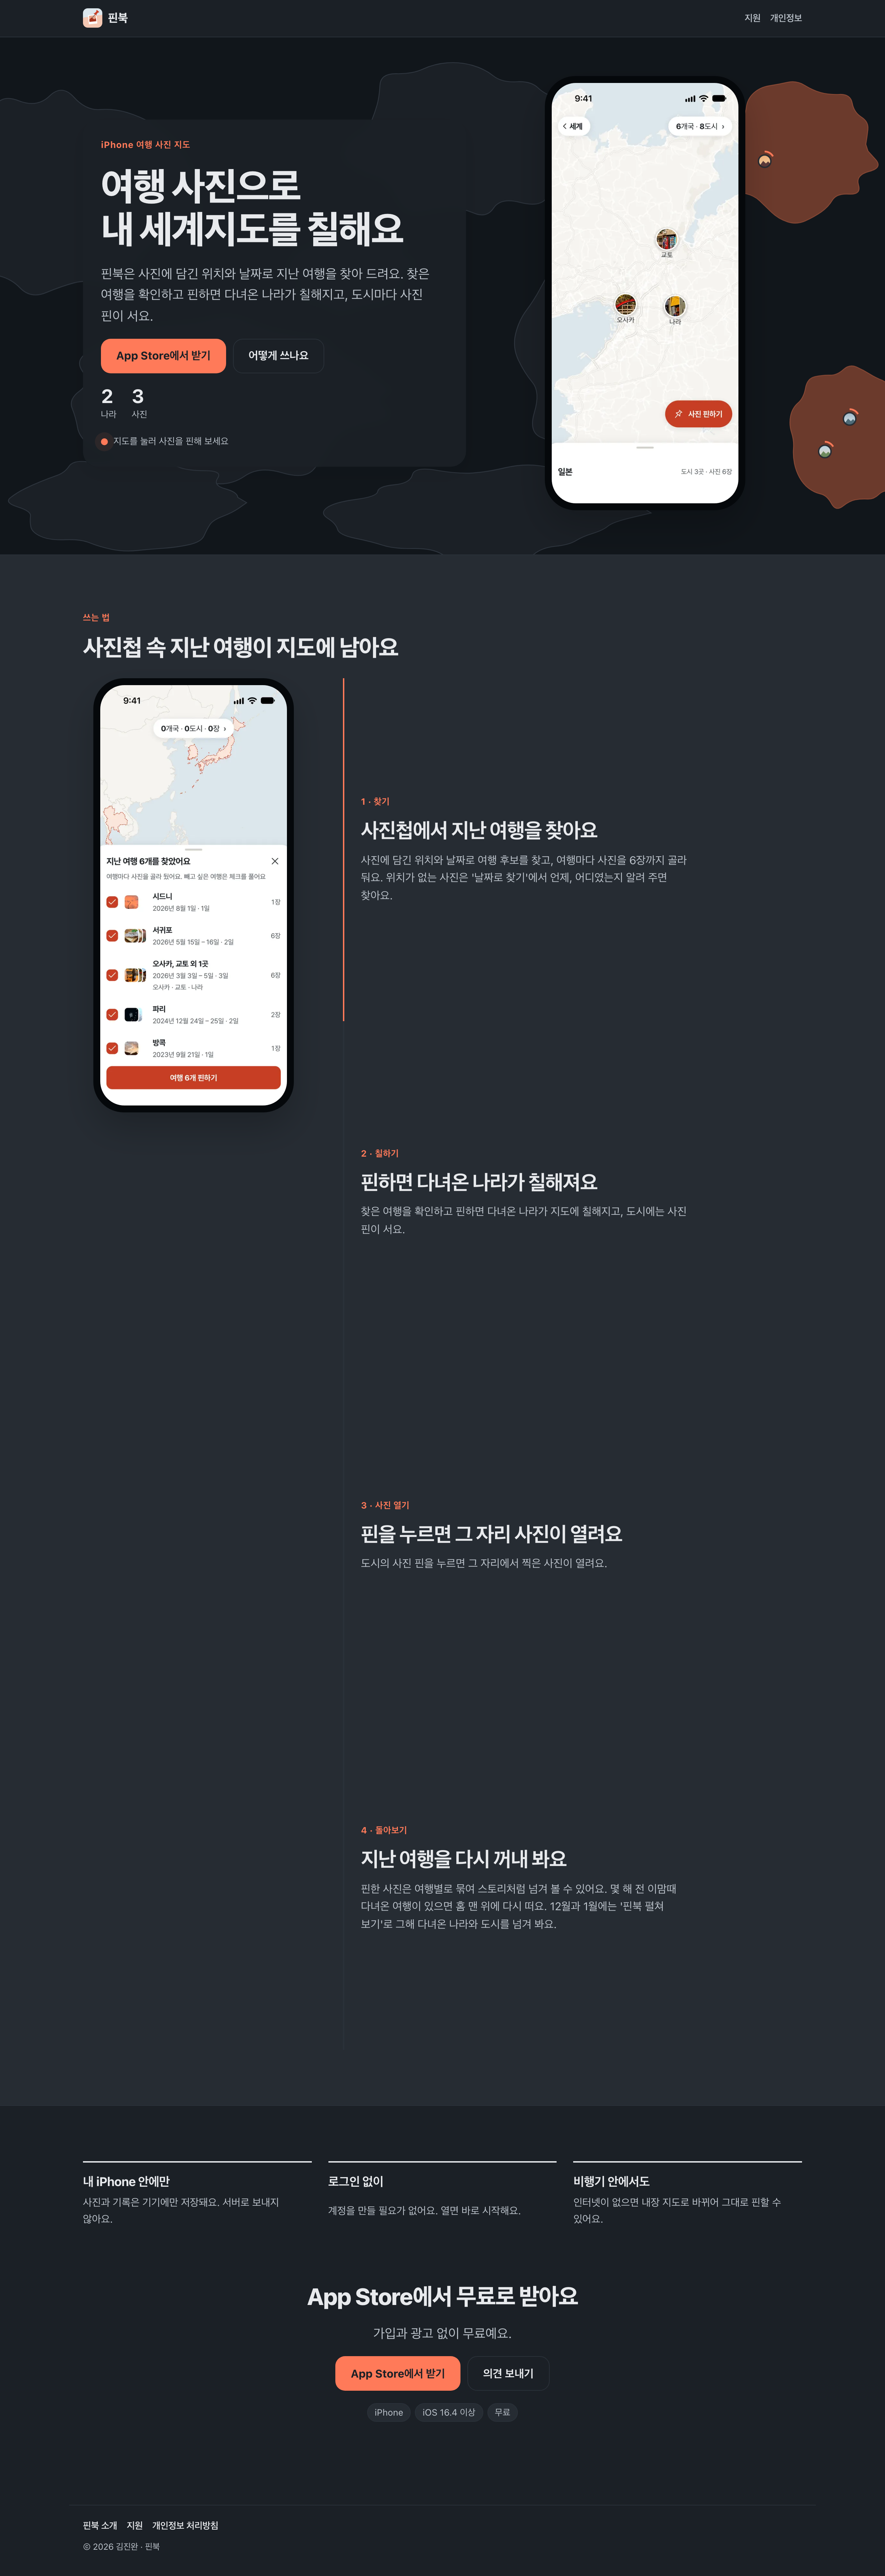 핀북
지원 개인정보
iPhone 여행 사진 지도
여행 사진으로
내 세계지도를 칠해요
핀북은 사진에 담긴 위치와 날짜로 지난 여행을 찾아 드려요. 찾은
여행을 확인하고 핀하면 다녀온 나라가 칠해지고, 도시마다 사진
핀이 서요.
App Store에서 받기
어떻게 쓰나요
2 3
나라 사진
지도를 눌러 사진을 핀해 보세요
9:41
세계
6개국 · 8도시 ›
교토
오사카
나라
사진 핀하기
일본
도시 3곳 · 사진 6장
쓰는 법
사진첩 속 지난 여행이 지도에 남아요
9:41
0개국 · 0도시 · 0장 ›
지난 여행 6개를 찾았어요
여행마다 사진을 골라 뒀어요. 빼고 싶은 여행은 체크를 풀어요
시드니
2026년 8월 1일 · 1일
1장
서귀포
2026년 5월 15일 – 16일 · 2일
6장
오사카, 교토 외 1곳
2026년 3월 3일 – 5일 · 3일
오사카 · 교토 · 나라
6장
파리
2024년 12월 24일 – 25일 · 2일
2장
방콕
2023년 9월 21일 · 1일
1장
여행 6개 핀하기
1 · 찾기
사진첩에서 지난 여행을 찾아요
사진에 담긴 위치와 날짜로 여행 후보를 찾고, 여행마다 사진을 6장까지 골라
둬요. 위치가 없는 사진은 '날짜로 찾기'에서 언제, 어디였는지 알려 주면
찾아요.
2 · 칠하기
핀하면 다녀온 나라가 칠해져요
찾은 여행을 확인하고 핀하면 다녀온 나라가 지도에 칠해지고, 도시에는 사진
핀이 서요.
3 · 사진 열기
핀을 누르면 그 자리 사진이 열려요
도시의 사진 핀을 누르면 그 자리에서 찍은 사진이 열려요.
4 · 돌아보기
지난 여행을 다시 꺼내 봐요
핀한 사진은 여행별로 묶여 스토리처럼 넘겨 볼 수 있어요. 몇 해 전 이맘때
다녀온 여행이 있으면 홈 맨 위에 다시 떠요. 12월과 1월에는 '핀북 펼쳐
보기'로 그해 다녀온 나라와 도시를 넘겨 봐요.
내 iPhone 안에만
사진과 기록은 기기에만 저장돼요. 서버로 보내지
않아요.
로그인 없이
계정을 만들 필요가 없어요. 열면 바로 시작해요.
비행기 안에서도
인터넷이 없으면 내장 지도로 바뀌어 그대로 핀할 수
있어요.
App Store에서 무료로 받아요
가입과 광고 없이 무료예요.
App Store에서 받기
의견 보내기
iPhone
iOS 16.4 이상
무료
핀북 소개 지원 개인정보 처리방침
© 2026 김진완 · 핀북